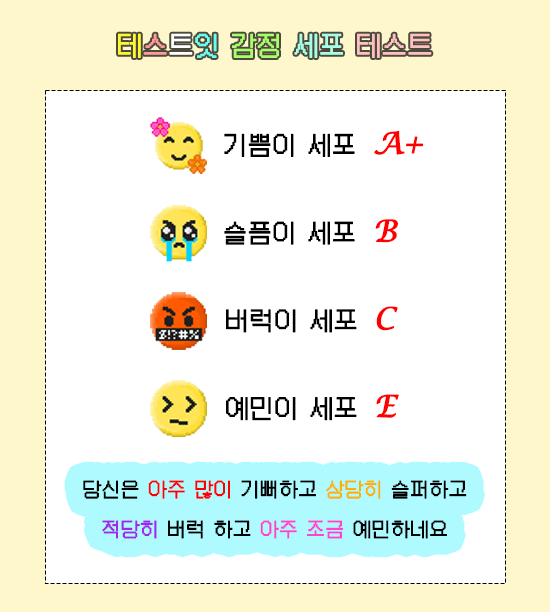 테스트잇 감정 세포 테스트
기쁨이 세포 A+
슬픔이 세포 B
버럭이 세포 C
$!?#%
예민이 세포 E
당신은 아주 많이 기뻐하고 상당히 슬퍼하고
적당히 버럭 하고 아주 조금 예민하네요